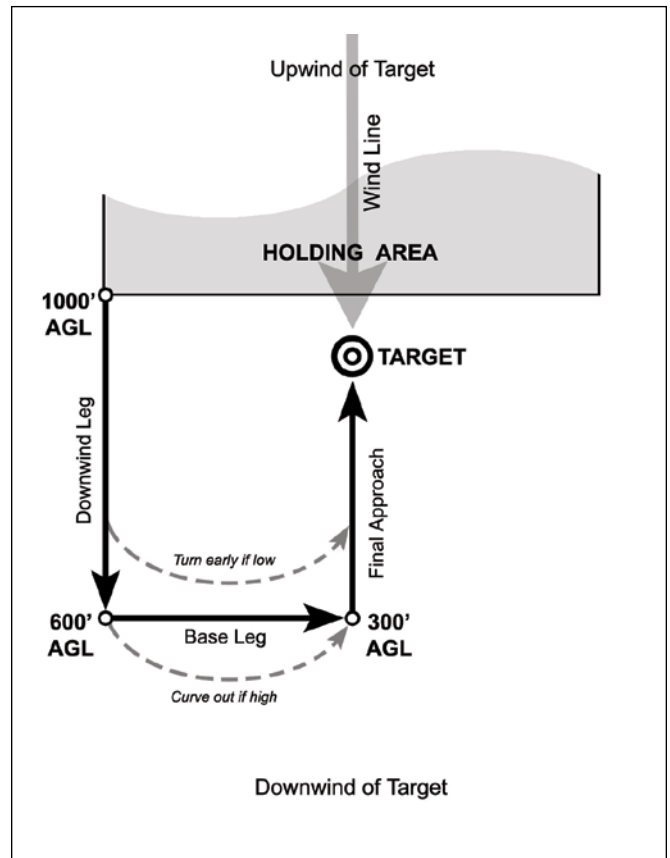 Upwind of Target
Wind Line
HOLDING AREA
1000’
AGL
TARGET
Downwind Leg
Final Approach
Turn early if low
600’
AGL
Base Leg
300’
AGL
Curve out if high
Downwind of Target